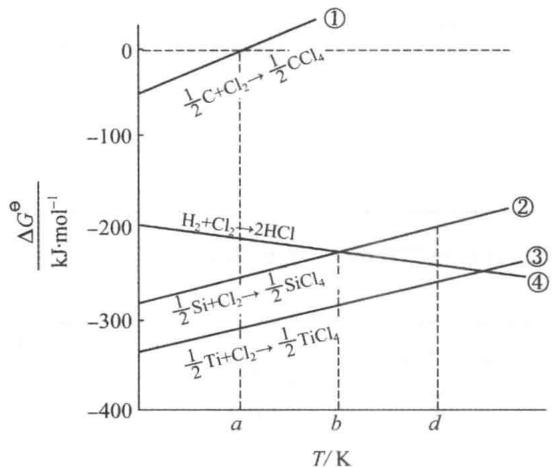 ①
0
½C+Cl₂→½CCl₄
-100
ΔG^⊖
kJ·mol⁻¹
-200
H₂+Cl₂→2HCl
②
③
④
½Si+Cl₂→½SiCl₄
-300
½Ti+Cl₂→½TiCl₄
-400
a b d
T/K